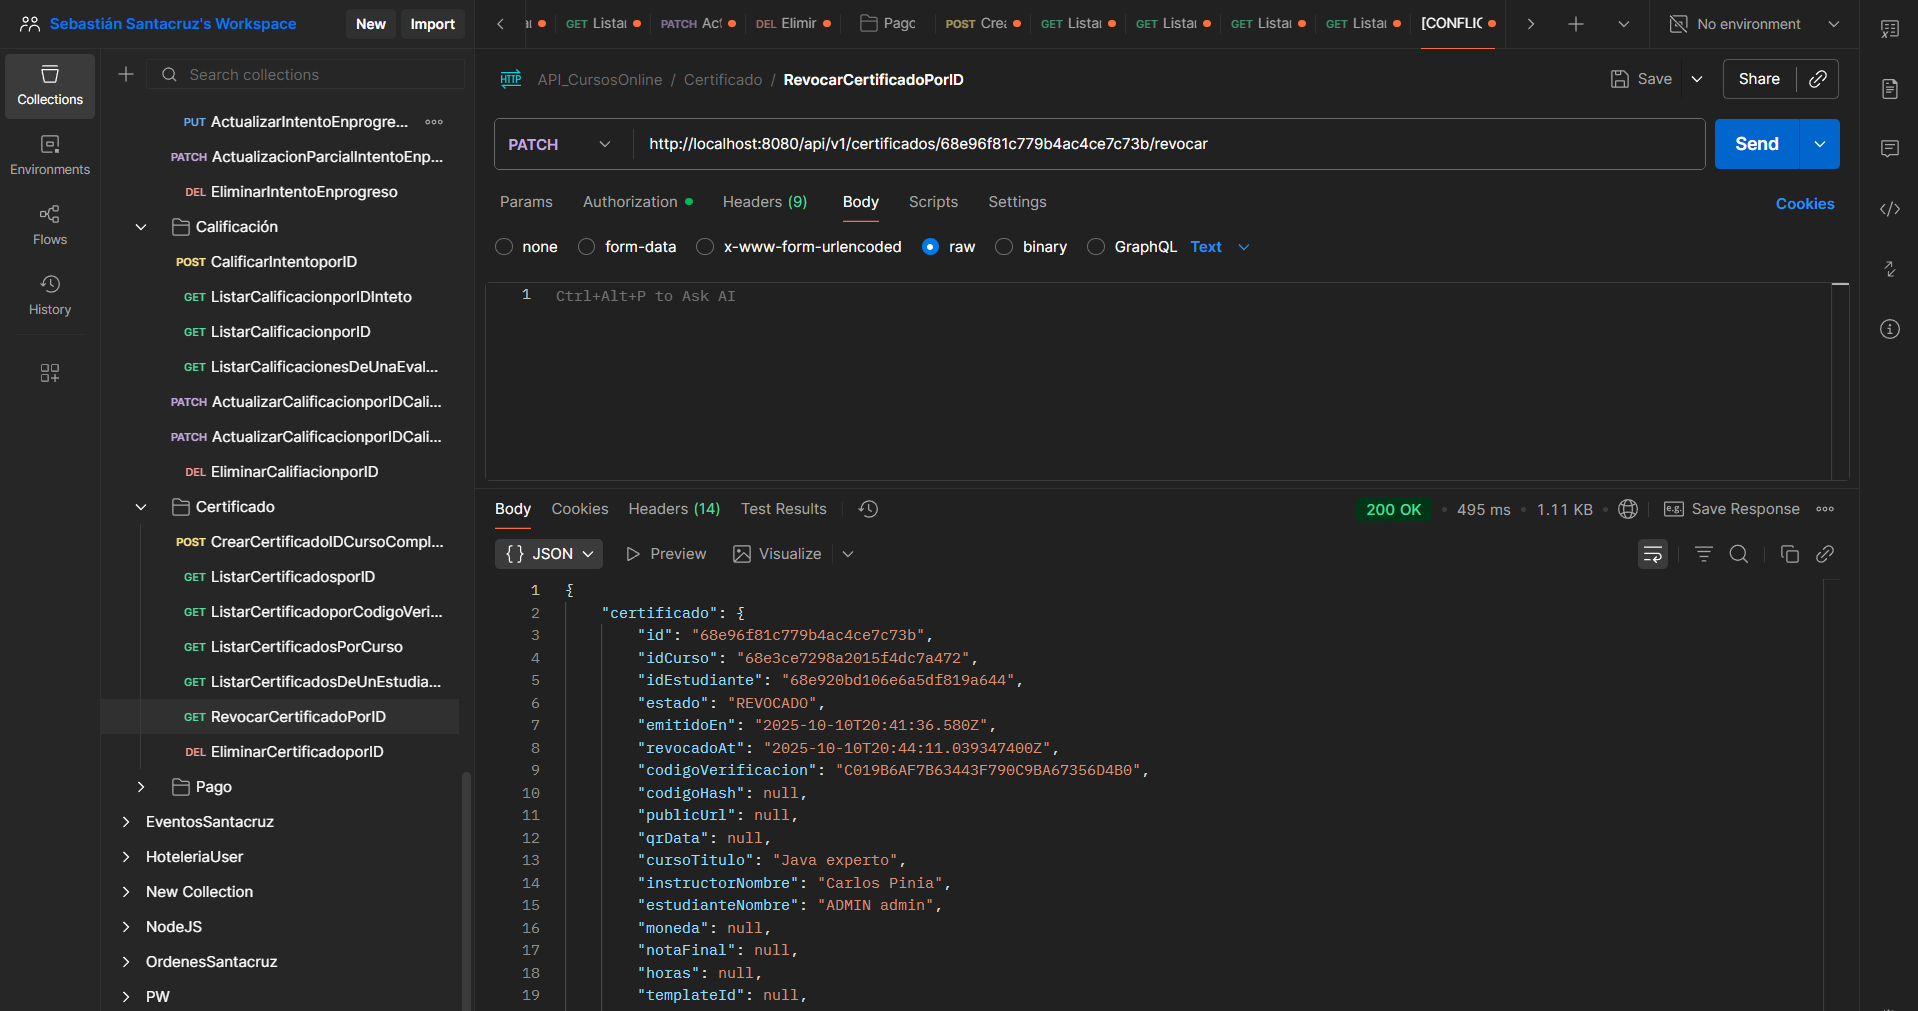 Sebastián Santacruz's Workspace New Import
GET Listar PATCH Act DEL Elimir Pago POST Crea GET Listar GET Listar GET Listar GET Listar [CONFLIC No environment
Collections
Environments
Flows
History
Search collections
PUT ActualizarIntentoEnprogre...
PATCH ActualizacionParcialIntentoEnp...
DEL EliminarIntentoEnprogreso
Calificación
POST CalificarIntentoporID
GET ListarCalificacionporIDInteto
GET ListarCalificacionporID
GET ListarCalificacionesDeUnaEval...
PATCH ActualizarCalificacionporIDCali...
PATCH ActualizarCalificacionporIDCali...
DEL EliminarCalifiacionporID
Certificado
POST CrearCertificadoIDCursoCompl...
GET ListarCertificadosporID
GET ListarCertificadoporCodigoVeri...
GET ListarCertificadosPorCurso
GET ListarCertificadosDeUnEstudia...
GET RevocarCertificadoPorID
DEL EliminarCertificadoporID
Pago
EventosSantacruz
HoteleriaUser
New Collection
NodeJS
OrdenesSantacruz
PW
HTTP API_CursosOnline / Certificado / RevocarCertificadoPorID Save Share
PATCH http://localhost:8080/api/v1/certificados/68e96f81c779b4ac4ce7c73b/revocar Send
Params Authorization Headers (9) Body Scripts Settings Cookies
none form-data x-www-form-urlencoded raw binary GraphQL Text
1 Ctrl+Alt+P to Ask AI
Body Cookies Headers (14) Test Results 200 OK • 495 ms • 1.11 KB • e.g. Save Response
{} JSON Preview Visualize
1 {
2 "certificado": {
3 "id": "68e96f81c779b4ac4ce7c73b",
4 "idCurso": "68e3ce7298a2015f4dc7a472",
5 "idEstudiante": "68e920bd106e6a5df819a644",
6 "estado": "REVOCADO",
7 "emitidoEn": "2025-10-10T20:41:36.580Z",
8 "revocadoAt": "2025-10-10T20:44:11.039347400Z",
9 "codigoVerificacion": "C019B6AF7B63443F790C9BA67356D4B0",
10 "codigoHash": null,
11 "publicUrl": null,
12 "qrData": null,
13 "cursoTitulo": "Java experto",
14 "instructorNombre": "Carlos Pinia",
15 "estudianteNombre": "ADMIN admin",
16 "moneda": null,
17 "notaFinal": null,
18 "horas": null,
19 "templateId": null,